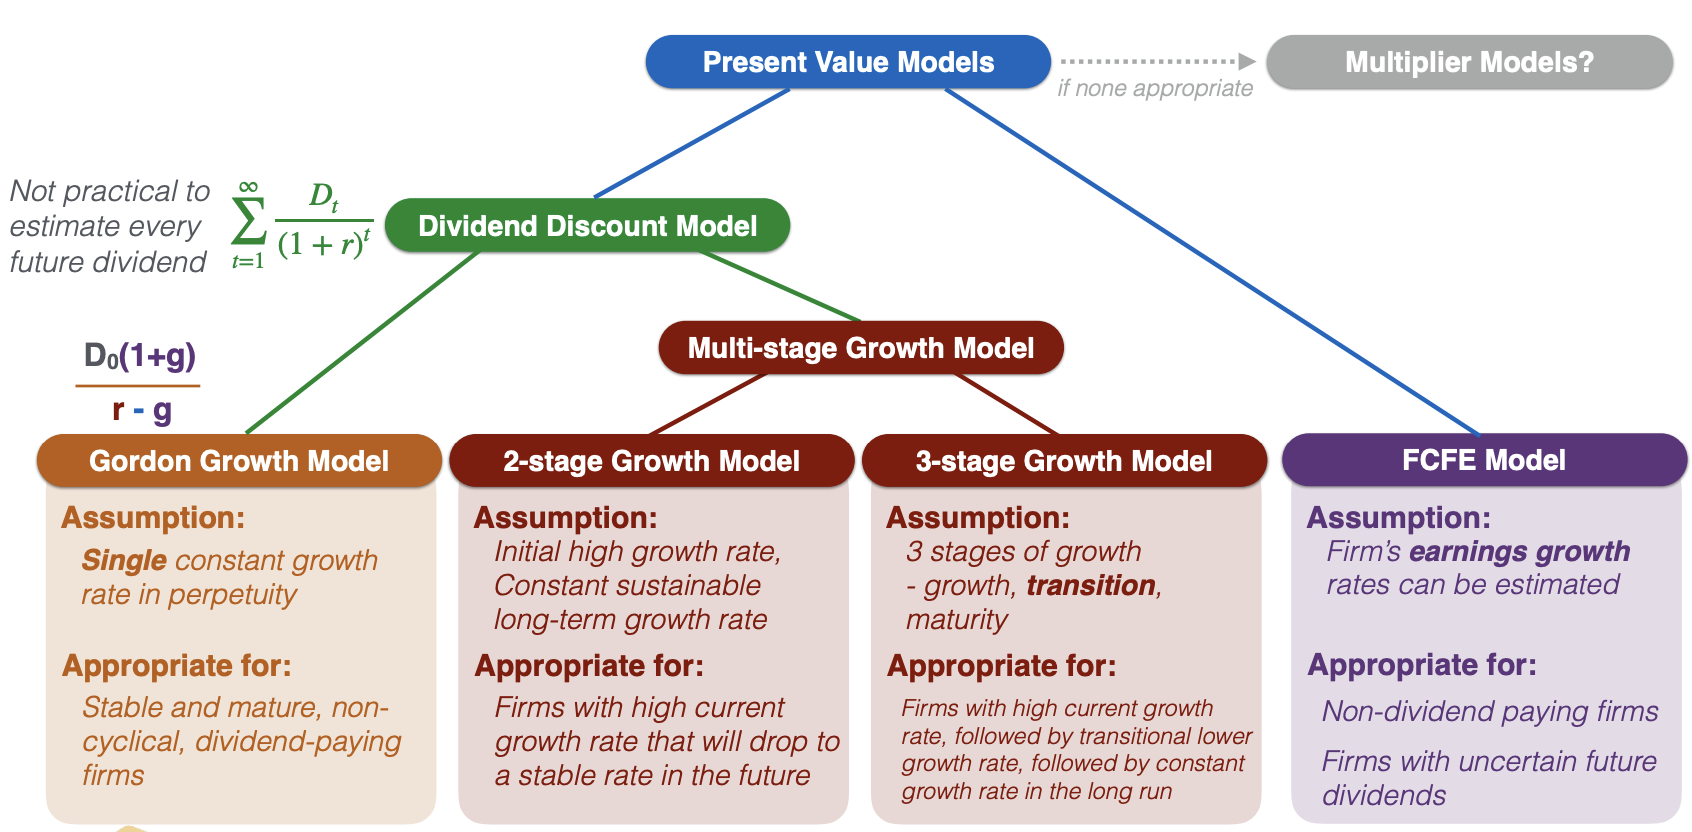 Present Value Models
if none appropriate
Multiplier Models?
Not practical to
estimate every
future dividend
∞
∑
t=1
D_t
(1 + r)^t
Dividend Discount Model
Multi-stage Growth Model
D₀(1+g)
r - g
Gordon Growth Model
Assumption:
Single constant growth
rate in perpetuity
Appropriate for:
Stable and mature, non-
cyclical, dividend-paying
firms
2-stage Growth Model
Assumption:
Initial high growth rate,
Constant sustainable
long-term growth rate
Appropriate for:
Firms with high current
growth rate that will drop to
a stable rate in the future
3-stage Growth Model
Assumption:
3 stages of growth
- growth, transition,
maturity
Appropriate for:
Firms with high current growth
rate, followed by transitional lower
growth rate, followed by constant
growth rate in the long run
FCFE Model
Assumption:
Firm's earnings growth
rates can be estimated
Appropriate for:
Non-dividend paying firms
Firms with uncertain future
dividends